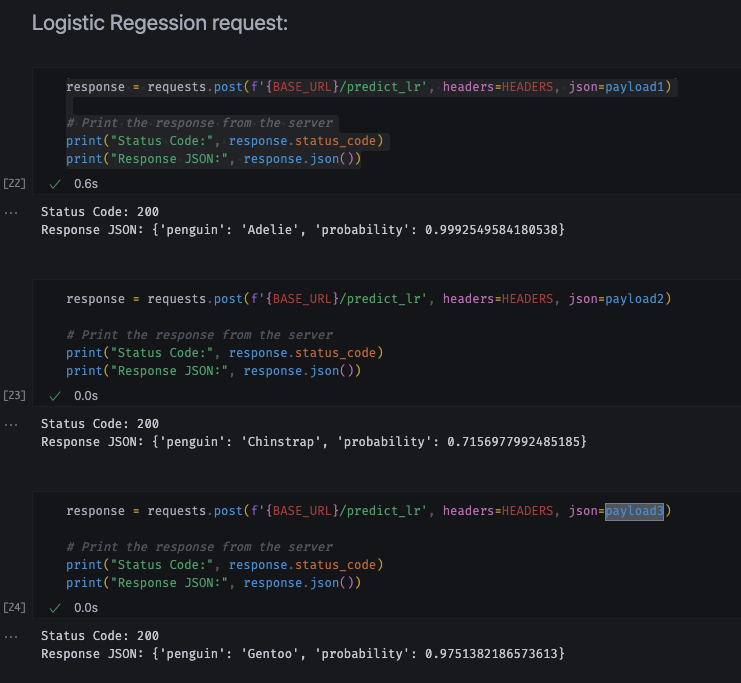 Logistic Regression request:
response = requests.post(f'{BASE_URL}/predict_lr', headers=HEADERS, json=payload1)
# Print the response from the server
print("Status Code:", response.status_code)
print("Response JSON:", response.json())
[22]
0.6s
...
Status Code: 200
Response JSON: {'penguin': 'Adelie', 'probability': 0.9992549584180538}
response = requests.post(f'{BASE_URL}/predict_lr', headers=HEADERS, json=payload2)
# Print the response from the server
print("Status Code:", response.status_code)
print("Response JSON:", response.json())
[23]
0.0s
...
Status Code: 200
Response JSON: {'penguin': 'Chinstrap', 'probability': 0.7156977992485185}
response = requests.post(f'{BASE_URL}/predict_lr', headers=HEADERS, json=payload3)
# Print the response from the server
print("Status Code:", response.status_code)
print("Response JSON:", response.json())
[24]
0.0s
...
Status Code: 200
Response JSON: {'penguin': 'Gentoo', 'probability': 0.9751382186573613}